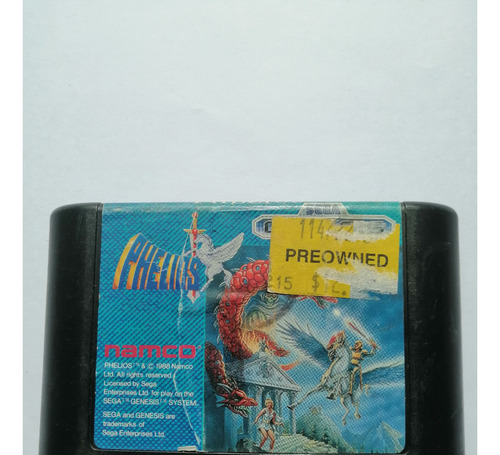 SEGA
PREOWNED
PHELIOS
namco
PHELIOS™ & © 1988 Namco
Ltd. All rights reserved.
Licensed by Sega
Enterprises Ltd. for play on the
SEGA™ GENESIS™ SYSTEM.
SEGA and GENESIS are
trademarks of
Sega Enterprises Ltd.